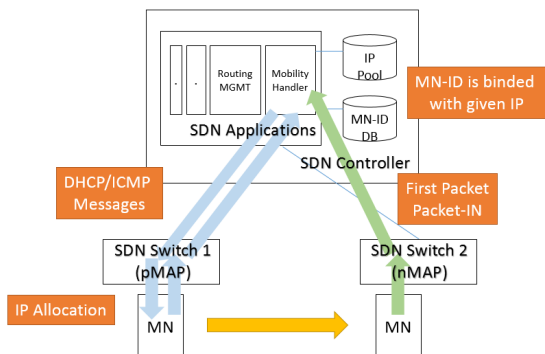 .
.
Routing
MGMT
Mobility
Handler
IP
Pool
MN-ID
DB
SDN Applications
SDN Controller
MN-ID is binded
with given IP
DHCP/ICMP
Messages
First Packet
Packet-IN
SDN Switch 1
(pMAP)
SDN Switch 2
(nMAP)
IP Allocation
MN
MN